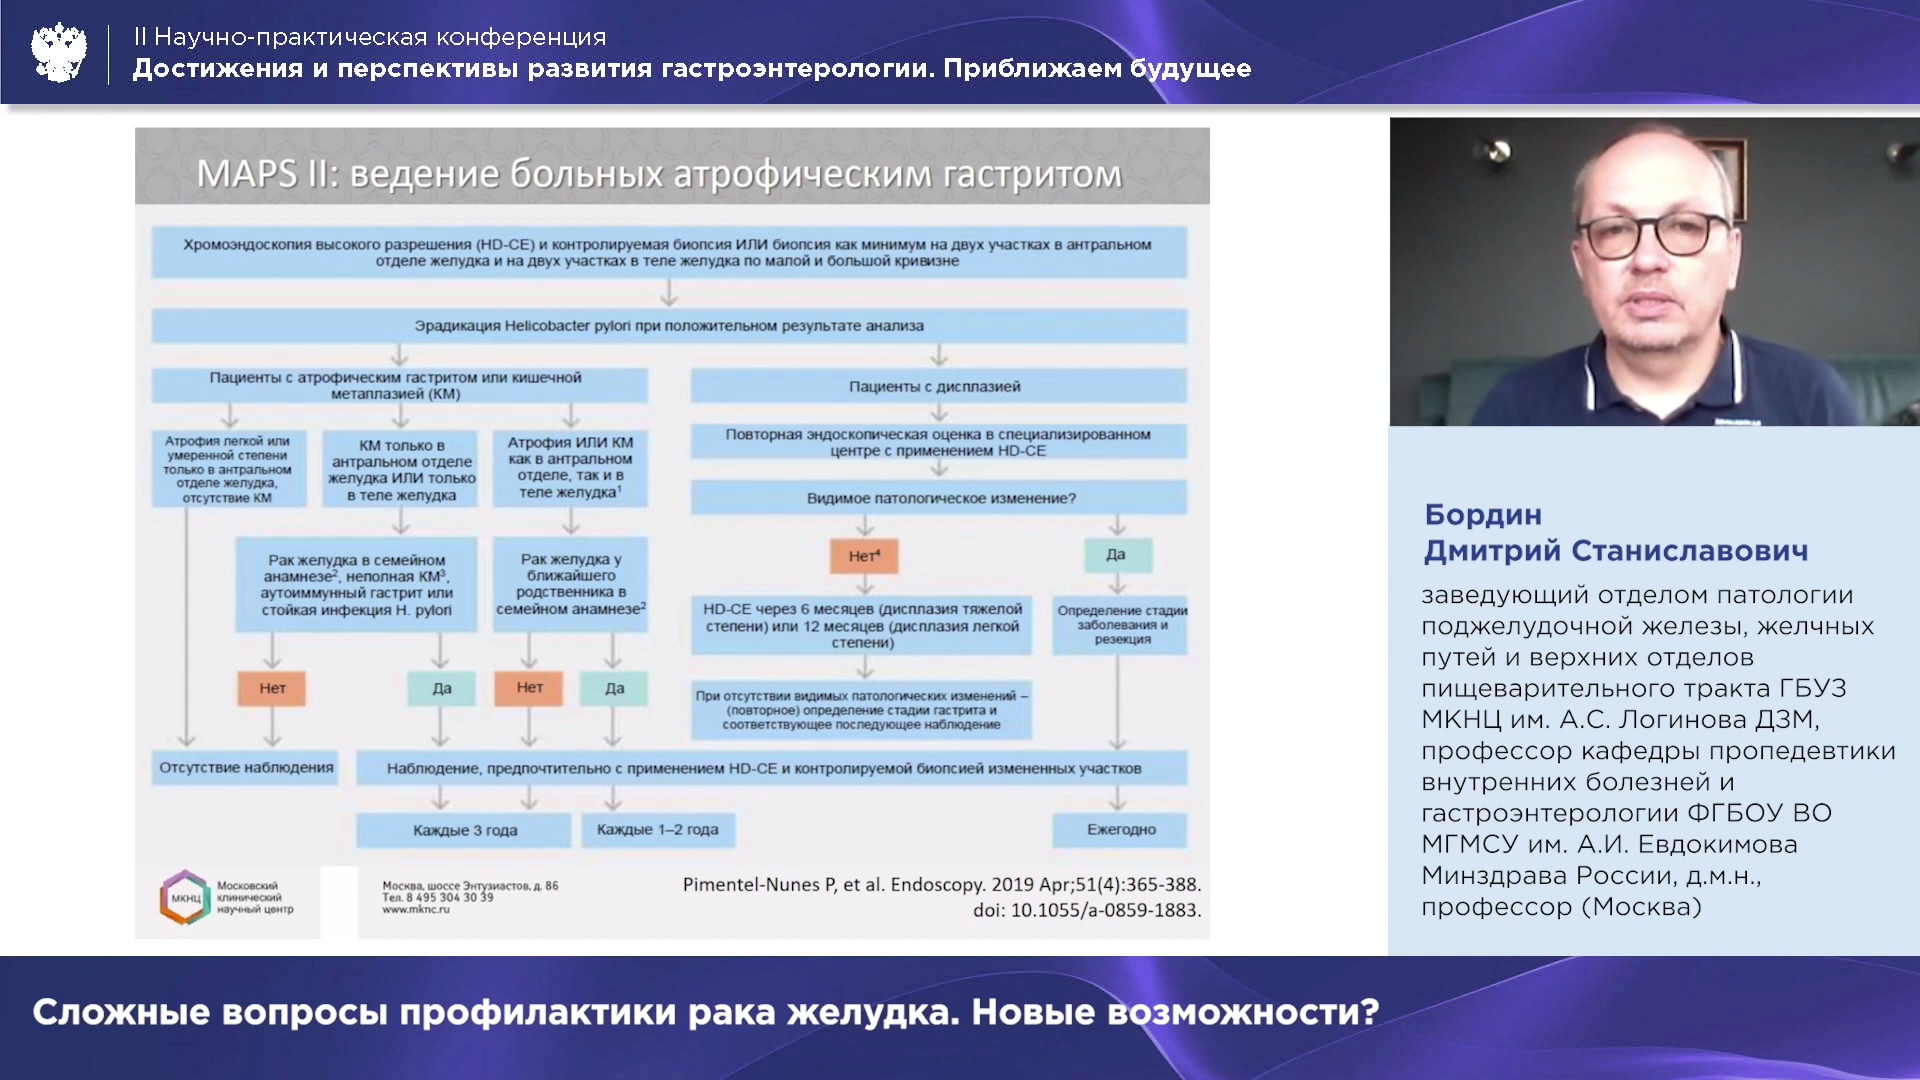 II Научно-практическая конференция
Достижения и перспективы развития гастроэнтерологии. Приближаем будущее
MAPS II: ведение больных атрофическим гастритом
Хромоэндоскопия высокого разрешения (HD-CE) и контролируемая биопсия ИЛИ биопсия как минимум на двух участках в антральном
отделе желудка и на двух участках в теле желудка по малой и большой кривизне
Эрадикация Helicobacter pylori при положительном результате анализа
Пациенты с атрофическим гастритом или кишечной
метаплазией (КМ)
Пациенты с дисплазией
Атрофия легкой или
умеренной степени
только в антральном
отделе желудка,
отсутствие КМ
КМ только в
антральном отделе
желудка ИЛИ только
в теле желудка
Атрофия ИЛИ КМ
как в антральном
отделе, так и в
теле желудка¹
Повторная эндоскопическая оценка в специализированном
центре с применением HD-CE
Видимое патологическое изменение?
Рак желудка в семейном
анамнезе², неполная КМ³,
аутоиммунный гастрит или
стойкая инфекция H. pylori
Рак желудка у
ближайшего
родственника в
семейном анамнезе²
Нет⁴
Да
HD-CE через 6 месяцев (дисплазия тяжелой
степени) или 12 месяцев (дисплазия легкой
степени)
Определение стадии
заболевания и
резекция
Нет
Да
Нет
Да
При отсутствии видимых патологических изменений –
(повторное) определение стадии гастрита и
соответствующее последующее наблюдение
Отсутствие наблюдения
Наблюдение, предпочтительно с применением HD-CE и контролируемой биопсией измененных участков
Каждые 3 года
Каждые 1–2 года
Ежегодно
МКНЦ
Московский
клинический
научный центр
Москва, шоссе Энтузиастов, д. 86
Тел. 8 495 304 30 39
www.mknc.ru
Pimentel-Nunes P, et al. Endoscopy. 2019 Apr;51(4):365-388.
doi: 10.1055/a-0859-1883.
Бордин
Дмитрий Станиславович
заведующий отделом патологии
поджелудочной железы, желчных
путей и верхних отделов
пищеварительного тракта ГБУЗ
МКНЦ им. А.С. Логинова ДЗМ,
профессор кафедры пропедевтики
внутренних болезней и
гастроэнтерологии ФГБОУ ВО
МГМСУ им. А.И. Евдокимова
Минздрава России, д.м.н.,
профессор (Москва)
Сложные вопросы профилактики рака желудка. Новые возможности?